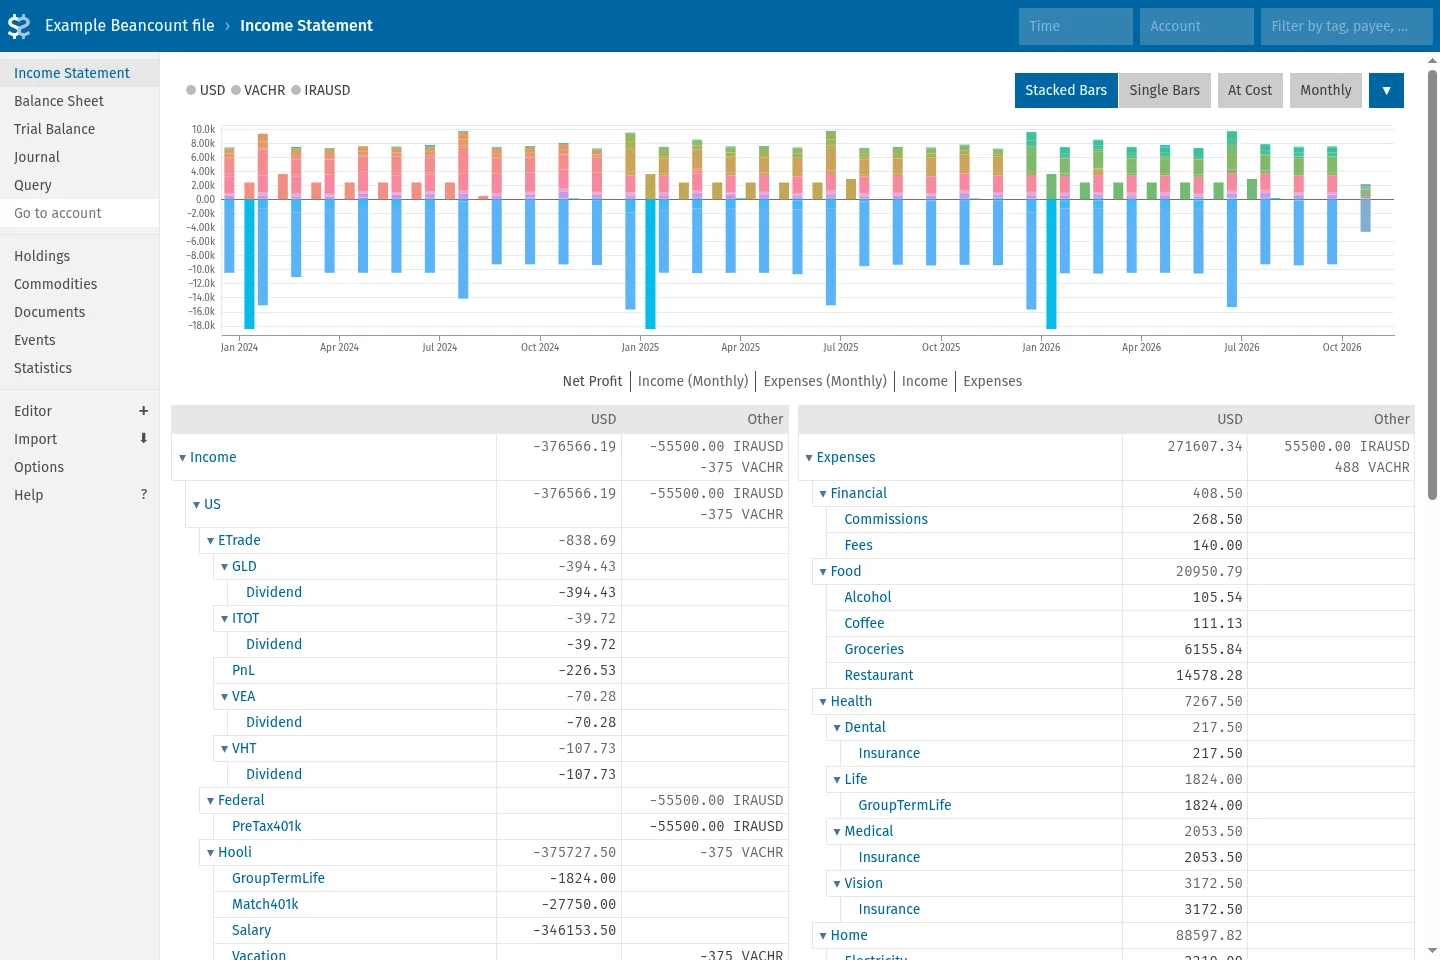 Example Beancount file › Income Statement
Time
Account
Filter by tag, payee, ...
Income Statement
Balance Sheet
Trial Balance
Journal
Query
Go to account
Holdings
Commodities
Documents
Events
Statistics
Editor +
Import ⬇
Options
Help ?
USD VACHR IRAUSD
Stacked Bars Single Bars At Cost Monthly ▼
10.0k
8.00k
6.00k
4.00k
2.00k
0.00
−2.00k
−4.00k
−6.00k
−8.00k
−10.0k
−12.0k
−14.0k
−16.0k
−18.0k
Jan 2024 Apr 2024 Jul 2024 Oct 2024 Jan 2025 Apr 2025 Jul 2025 Oct 2025 Jan 2026 Apr 2026 Jul 2026 Oct 2026
Net Profit Income (Monthly) Expenses (Monthly) Income Expenses
USD Other
▼ Income -376566.19 -55500.00 IRAUSD
-375 VACHR
▼ US -376566.19 -55500.00 IRAUSD
-375 VACHR
▼ ETrade -838.69
▼ GLD -394.43
Dividend -394.43
▼ ITOT -39.72
Dividend -39.72
PnL -226.53
▼ VEA -70.28
Dividend -70.28
▼ VHT -107.73
Dividend -107.73
▼ Federal -55500.00 IRAUSD
PreTax401k -55500.00 IRAUSD
▼ Hooli -375727.50 -375 VACHR
GroupTermLife -1824.00
Match401k -27750.00
Salary -346153.50
Vacation -375 VACHR
USD Other
▼ Expenses 271607.34 55500.00 IRAUSD
488 VACHR
▼ Financial 408.50
Commissions 268.50
Fees 140.00
▼ Food 20950.79
Alcohol 105.54
Coffee 111.13
Groceries 6155.84
Restaurant 14578.28
▼ Health 7267.50
▼ Dental 217.50
Insurance 217.50
▼ Life 1824.00
GroupTermLife 1824.00
▼ Medical 2053.50
Insurance 2053.50
▼ Vision 3172.50
Insurance 3172.50
▼ Home 88597.82
Electricity